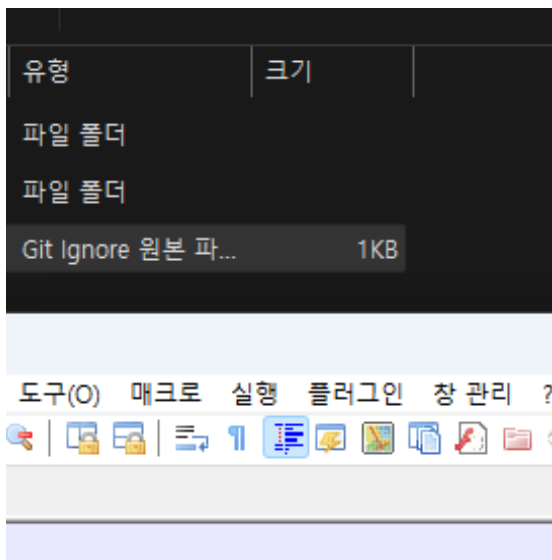 유형 크기
파일 폴더
파일 폴더
Git Ignore 원본 파... 1KB
도구(O) 매크로 실행 플러그인 창 관리 ?